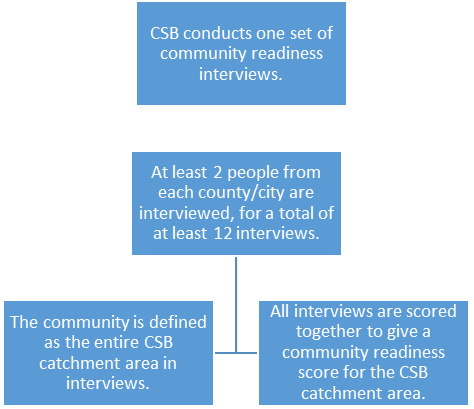 CSB conducts one set of
community readiness
interviews.
At least 2 people from
each county/city are
interviewed, for a total of
at least 12 interviews.
The community is defined
as the entire CSB
catchment area in
interviews.
All interviews are scored
together to give a
community readiness
score for the CSB
catchment area.